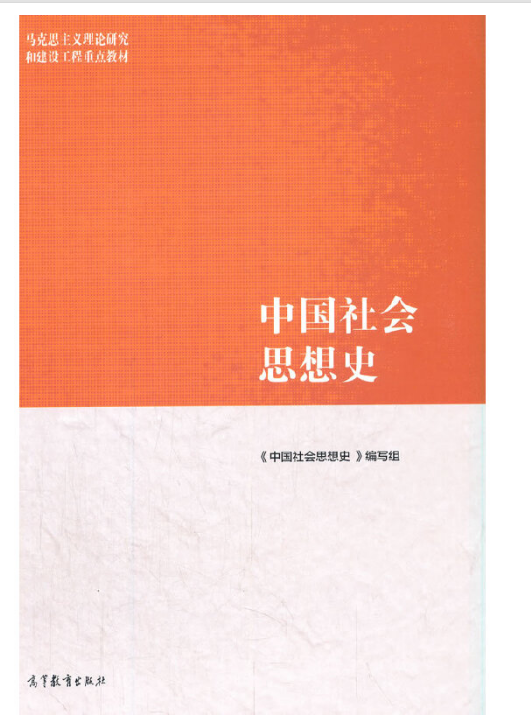 马克思主义理论研究
和建设工程重点教材
中国社会
思想史
《中国社会思想史 》编写组
高等教育出版社